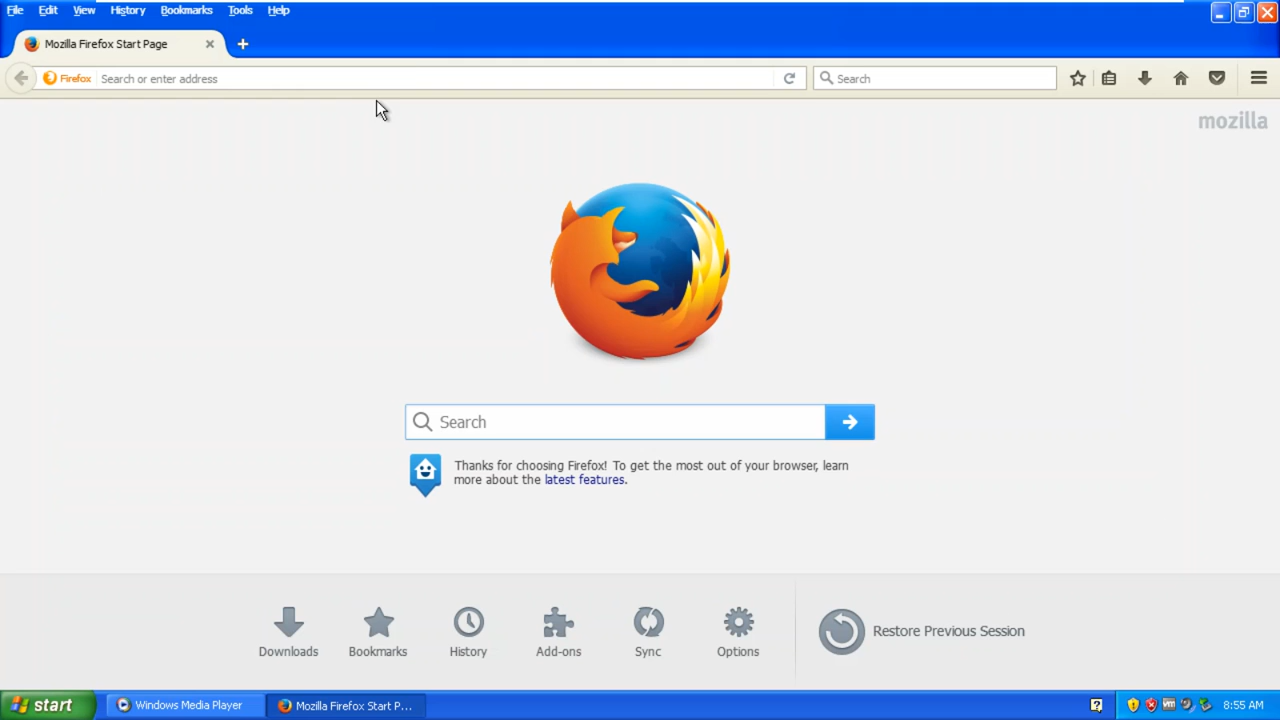 File Edit View History Bookmarks Tools Help
Mozilla Firefox Start Page
Firefox Search or enter address
Search
mozilla
Search
Thanks for choosing Firefox! To get the most out of your browser, learn
more about the latest features.
Downloads Bookmarks History Add-ons Sync Options
Restore Previous Session
start Windows Media Player Mozilla Firefox Start P... 8:55 AM